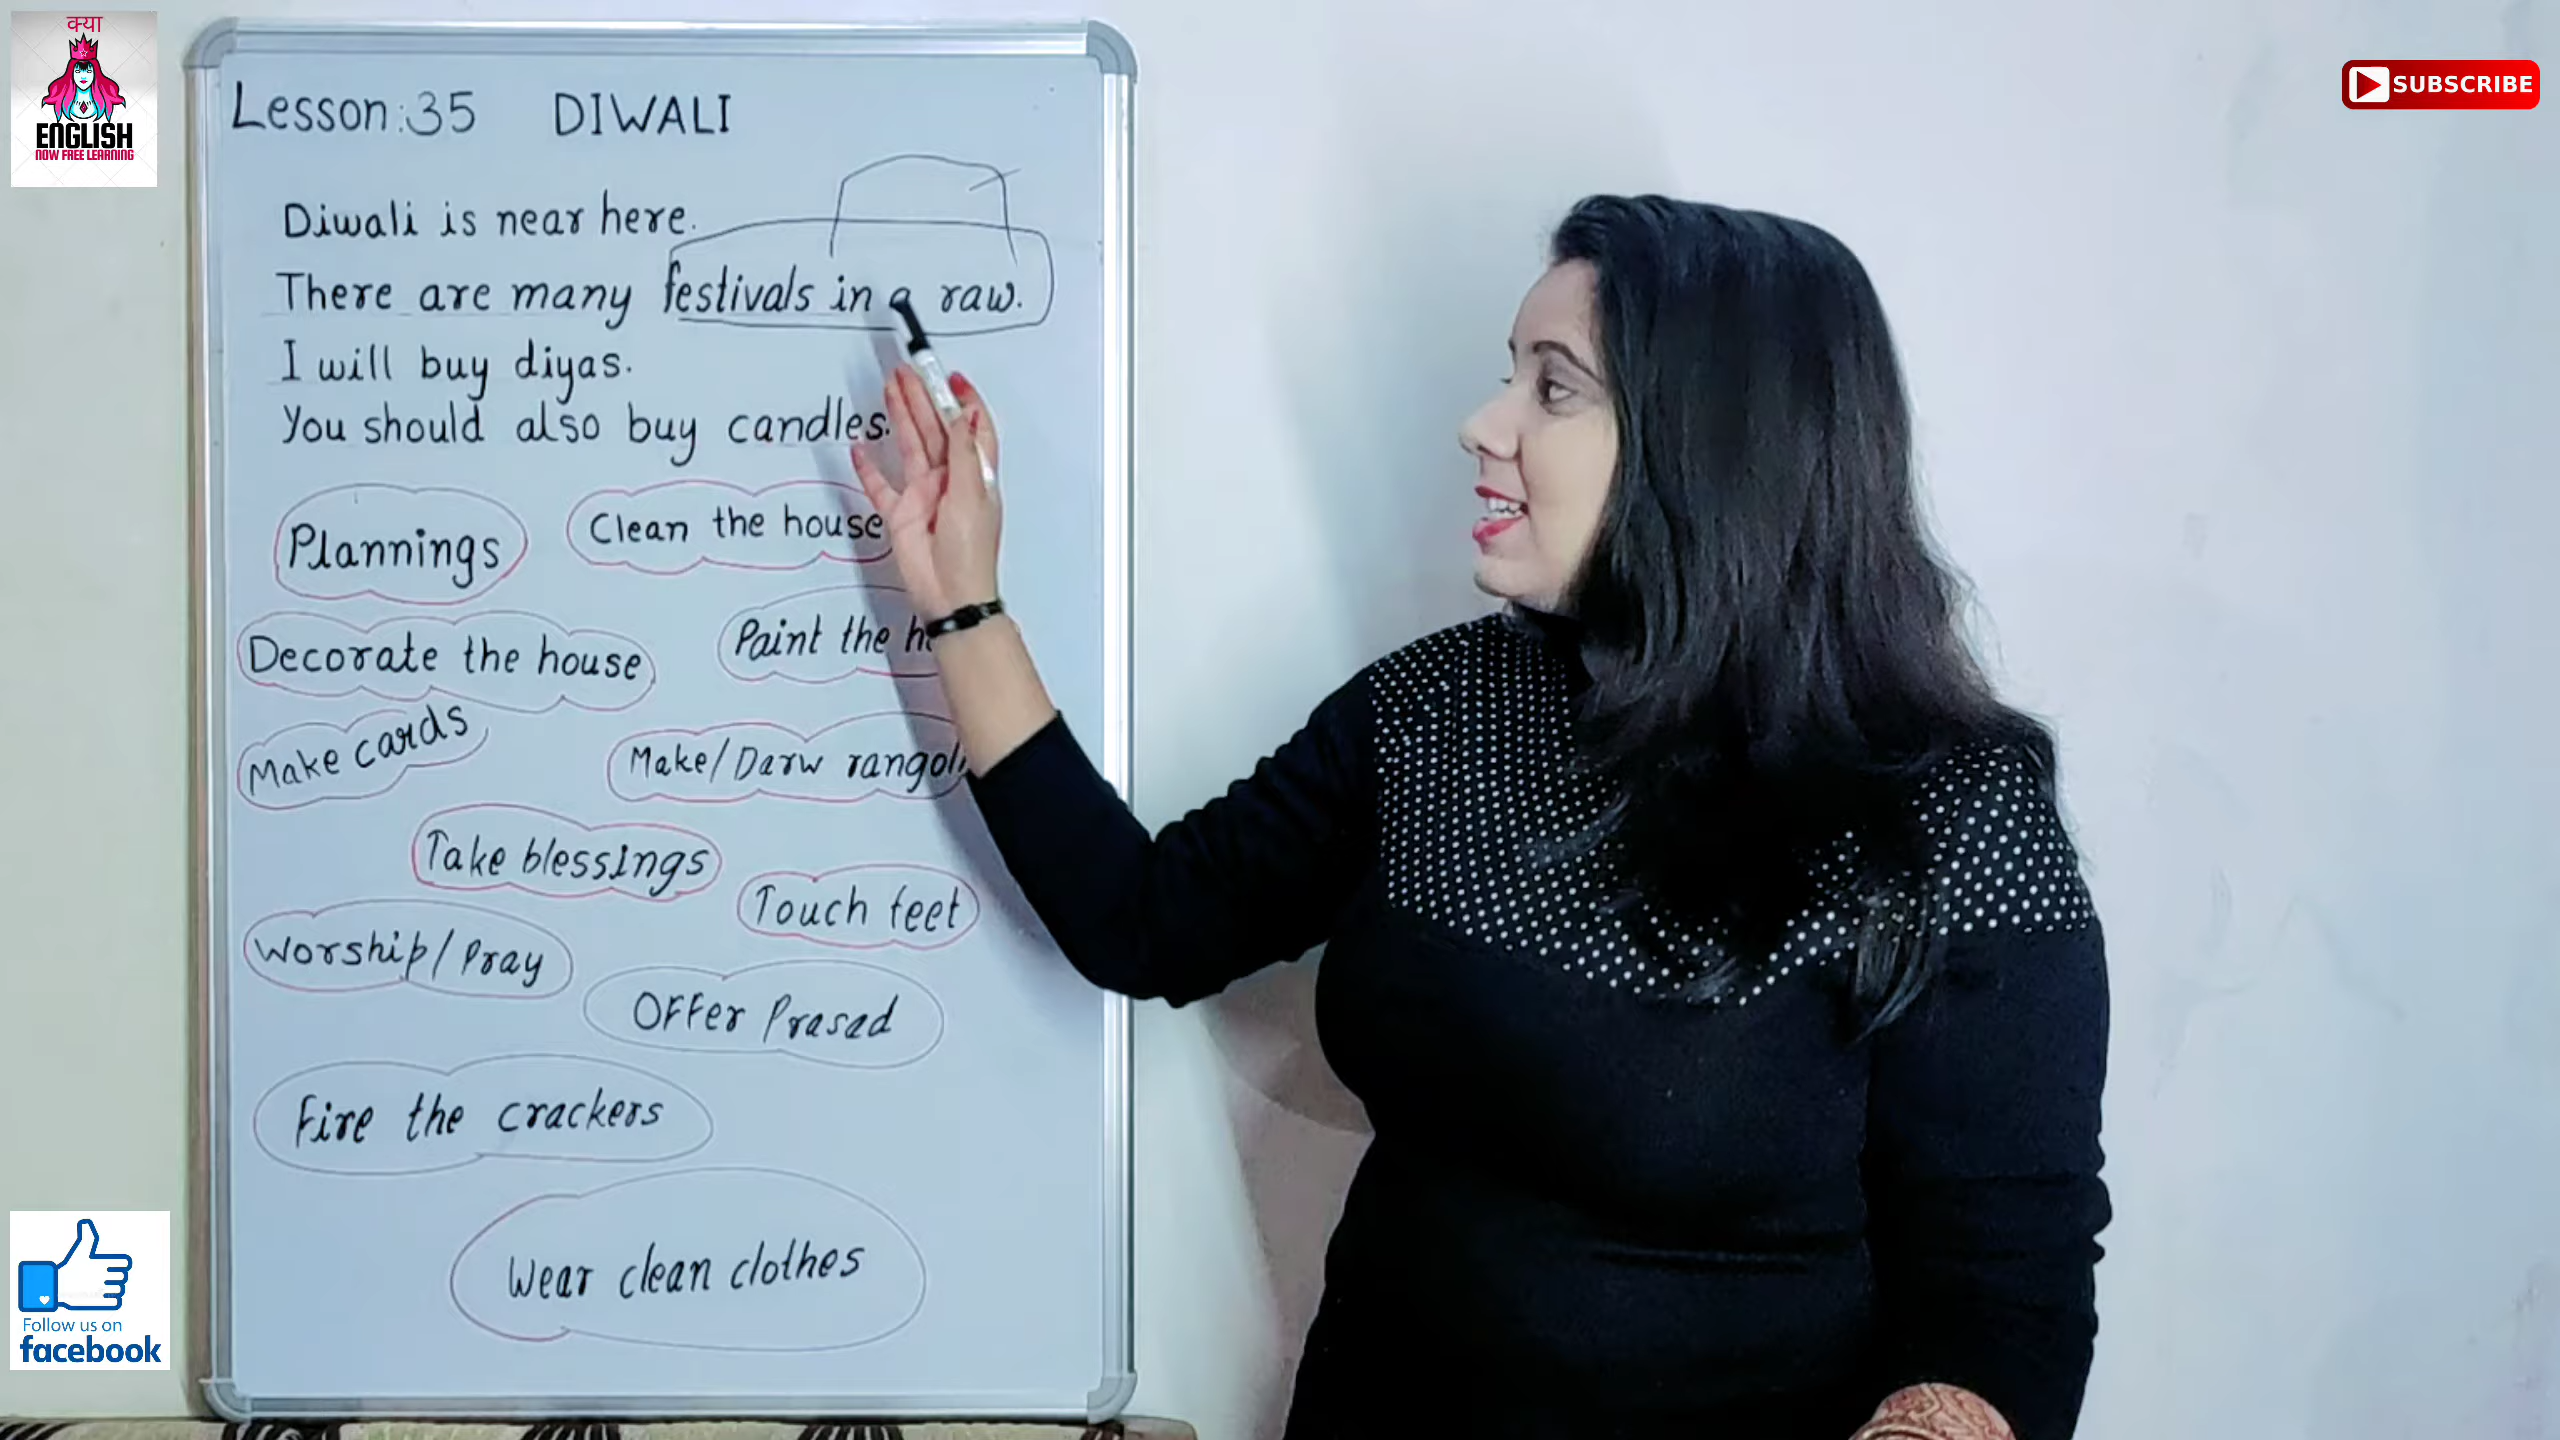 क्या
ENGLISH
NOW FREE LEARNING
SUBSCRIBE
Lesson:35 DIWALI
Diwali is near here.
There are many festivals in a raw.
I will buy diyas.
You should also buy candles.
Plannings
Clean the house
Decorate the house
Paint the
Make cards
Make/Darw rangoli
Take blessings
Touch feet
Worship/Pray
OFFer Prasad
Fire the crackers
Wear clean clothes
Follow us on
facebook